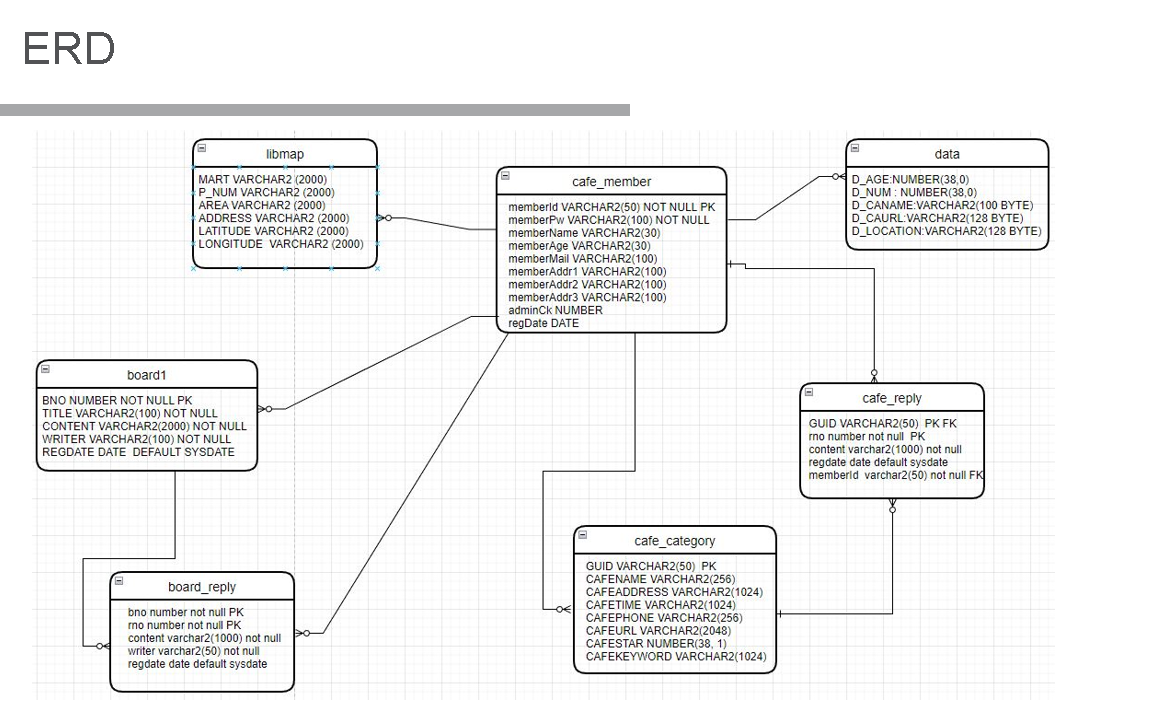 ERD
libmap
MART VARCHAR2 (2000)
P_NUM VARCHAR2 (2000)
AREA VARCHAR2 (2000)
ADDRESS VARCHAR2 (2000)
LATITUDE VARCHAR2 (2000)
LONGITUDE  VARCHAR2 (2000)
cafe_member
memberId VARCHAR2(50) NOT NULL PK
memberPw VARCHAR2(100) NOT NULL
memberName VARCHAR2(30)
memberAge VARCHAR2(30)
memberMail VARCHAR2(100)
memberAddr1 VARCHAR2(100)
memberAddr2 VARCHAR2(100)
memberAddr3 VARCHAR2(100)
adminCk NUMBER
regDate DATE
data
D_AGE:NUMBER(38,0)
D_NUM : NUMBER(38,0)
D_CANAME:VARCHAR2(100 BYTE)
D_CAURL:VARCHAR2(128 BYTE)
D_LOCATION:VARCHAR2(128 BYTE)
board1
BNO NUMBER NOT NULL PK
TITLE VARCHAR2(100) NOT NULL
CONTENT VARCHAR2(2000) NOT NULL
WRITER VARCHAR2(100) NOT NULL
REGDATE DATE  DEFAULT SYSDATE
cafe_reply
GUID VARCHAR2(50)  PK FK
rno number not null  PK
content varchar2(1000) not null
regdate date default sysdate
memberId  varchar2(50) not null FK
board_reply
bno number not null PK
rno number not null PK
content varchar2(1000) not null
writer varchar2(50) not null
regdate date default sysdate
cafe_category
GUID VARCHAR2(50)  PK
CAFENAME VARCHAR2(256)
CAFEADDRESS VARCHAR2(1024)
CAFETIME VARCHAR2(1024)
CAFEPHONE VARCHAR2(256)
CAFEURL VARCHAR2(2048)
CAFESTAR NUMBER(38, 1)
CAFEKEYWORD VARCHAR2(1024)